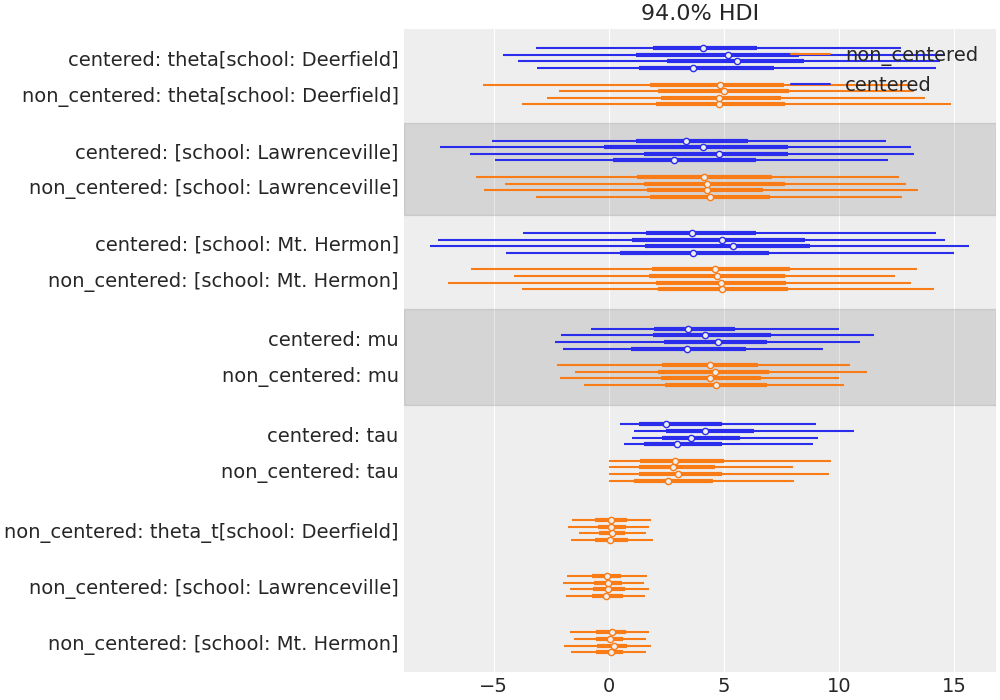 94.0% HDI
centered: theta[school: Deerfield]
non_centered: theta[school: Deerfield]
centered: [school: Lawrenceville]
non_centered: [school: Lawrenceville]
centered: [school: Mt. Hermon]
non_centered: [school: Mt. Hermon]
centered: mu
non_centered: mu
centered: tau
non_centered: tau
non_centered: theta_t[school: Deerfield]
non_centered: [school: Lawrenceville]
non_centered: [school: Mt. Hermon]
non_centered
centered
−5 0 5 10 15